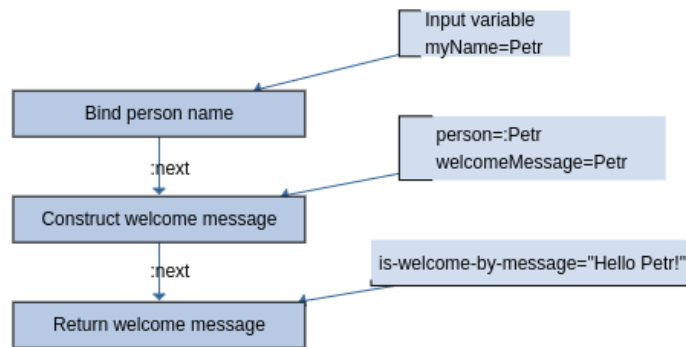 Input variable
myName=Petr
Bind person name
person=:Petr
welcomeMessage=Petr
:next
Construct welcome message
is-welcome-by-message="Hello Petr!"
:next
Return welcome message